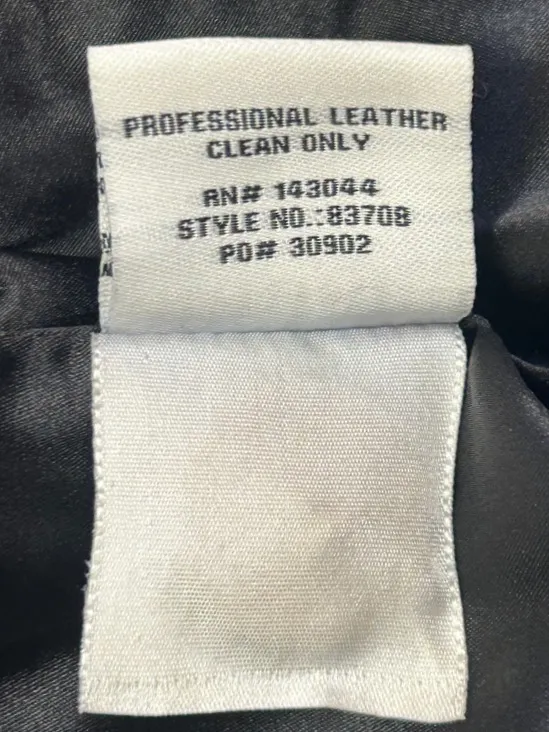 PROFESSIONAL LEATHER
CLEAN ONLY
RN# 143044
STYLE NO.:83708
PO# 30902